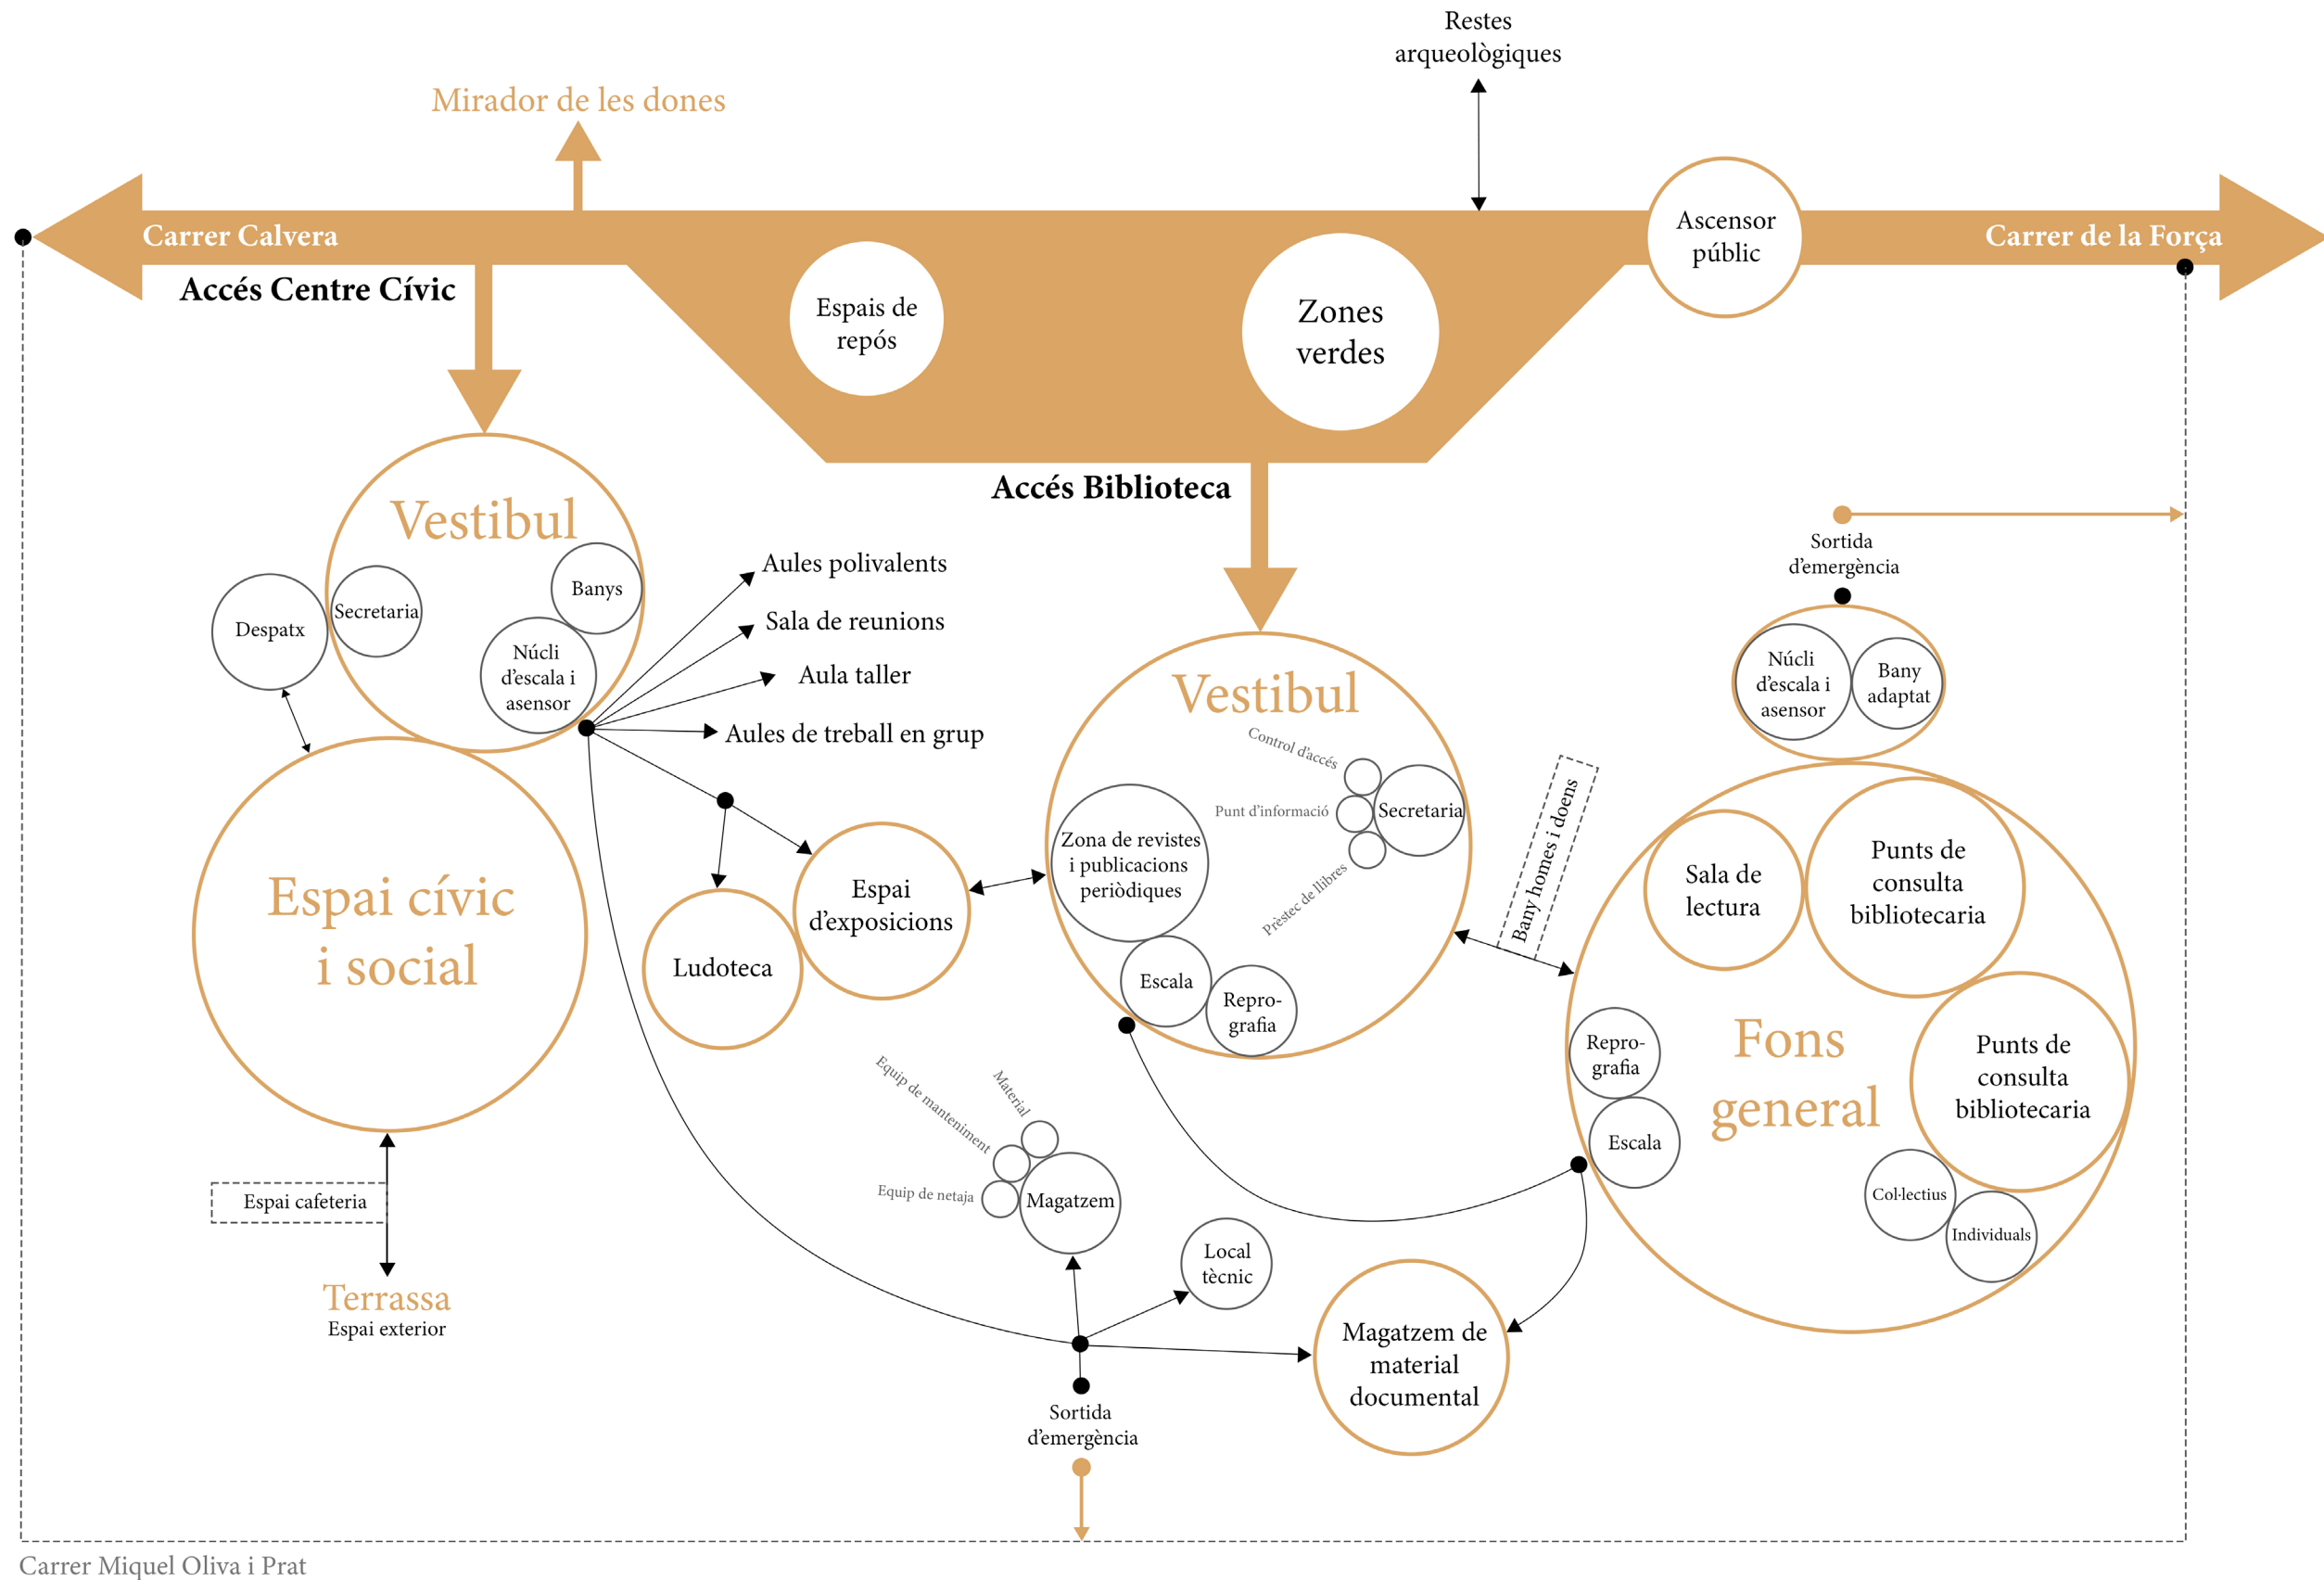 Restes
arqueològiques
Mirador de les dones
Carrer Calvera
Ascensor
públic
Carrer de la Força
Accés Centre Cívic
Espais de
repós
Zones
verdes
Accés Biblioteca
Vestibul
Banys
Secretaria
Despatx
Núcli
d'escala i
asensor
Aules polivalents
Sala de reunions
Aula taller
Aules de treball en grup
Sortida
d'emergència
Núcli
d'escala i
asensor
Bany
adaptat
Vestibul
Control d'accés
Punt d'informació
Prèstec de llibres
Secretaria
Zona de revistes
i publicacions
periòdiques
Escala
Repro-
grafia
Bany homes i doens
Sala de
lectura
Punts de
consulta
bibliotecaria
Espai cívic
i social
Ludoteca
Espai
d'exposicions
Fons
general
Repro-
grafia
Escala
Punts de
consulta
bibliotecaria
Col·lectius
Individuals
Material
Equip de manteniment
Equip de netaja
Magatzem
Espai cafeteria
Terrassa
Espai exterior
Local
tècnic
Magatzem de
material
documental
Sortida
d'emergència
Carrer Miquel Oliva i Prat